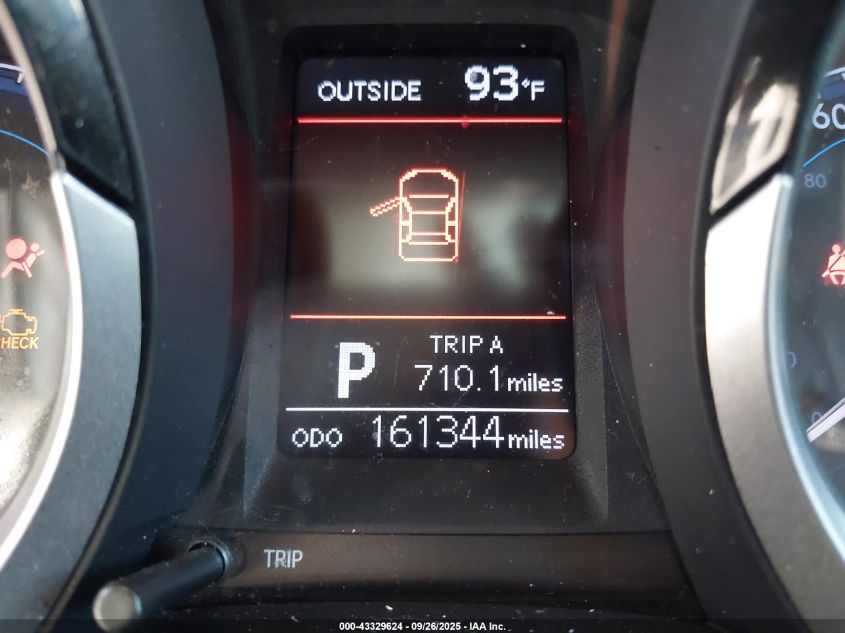 OUTSIDE 93°F
60
80
CHECK
P
TRIP A
710.1 miles
ODO 161344 miles
0
TRIP
000-43329624 - 09/26/2025 - IAA Inc.